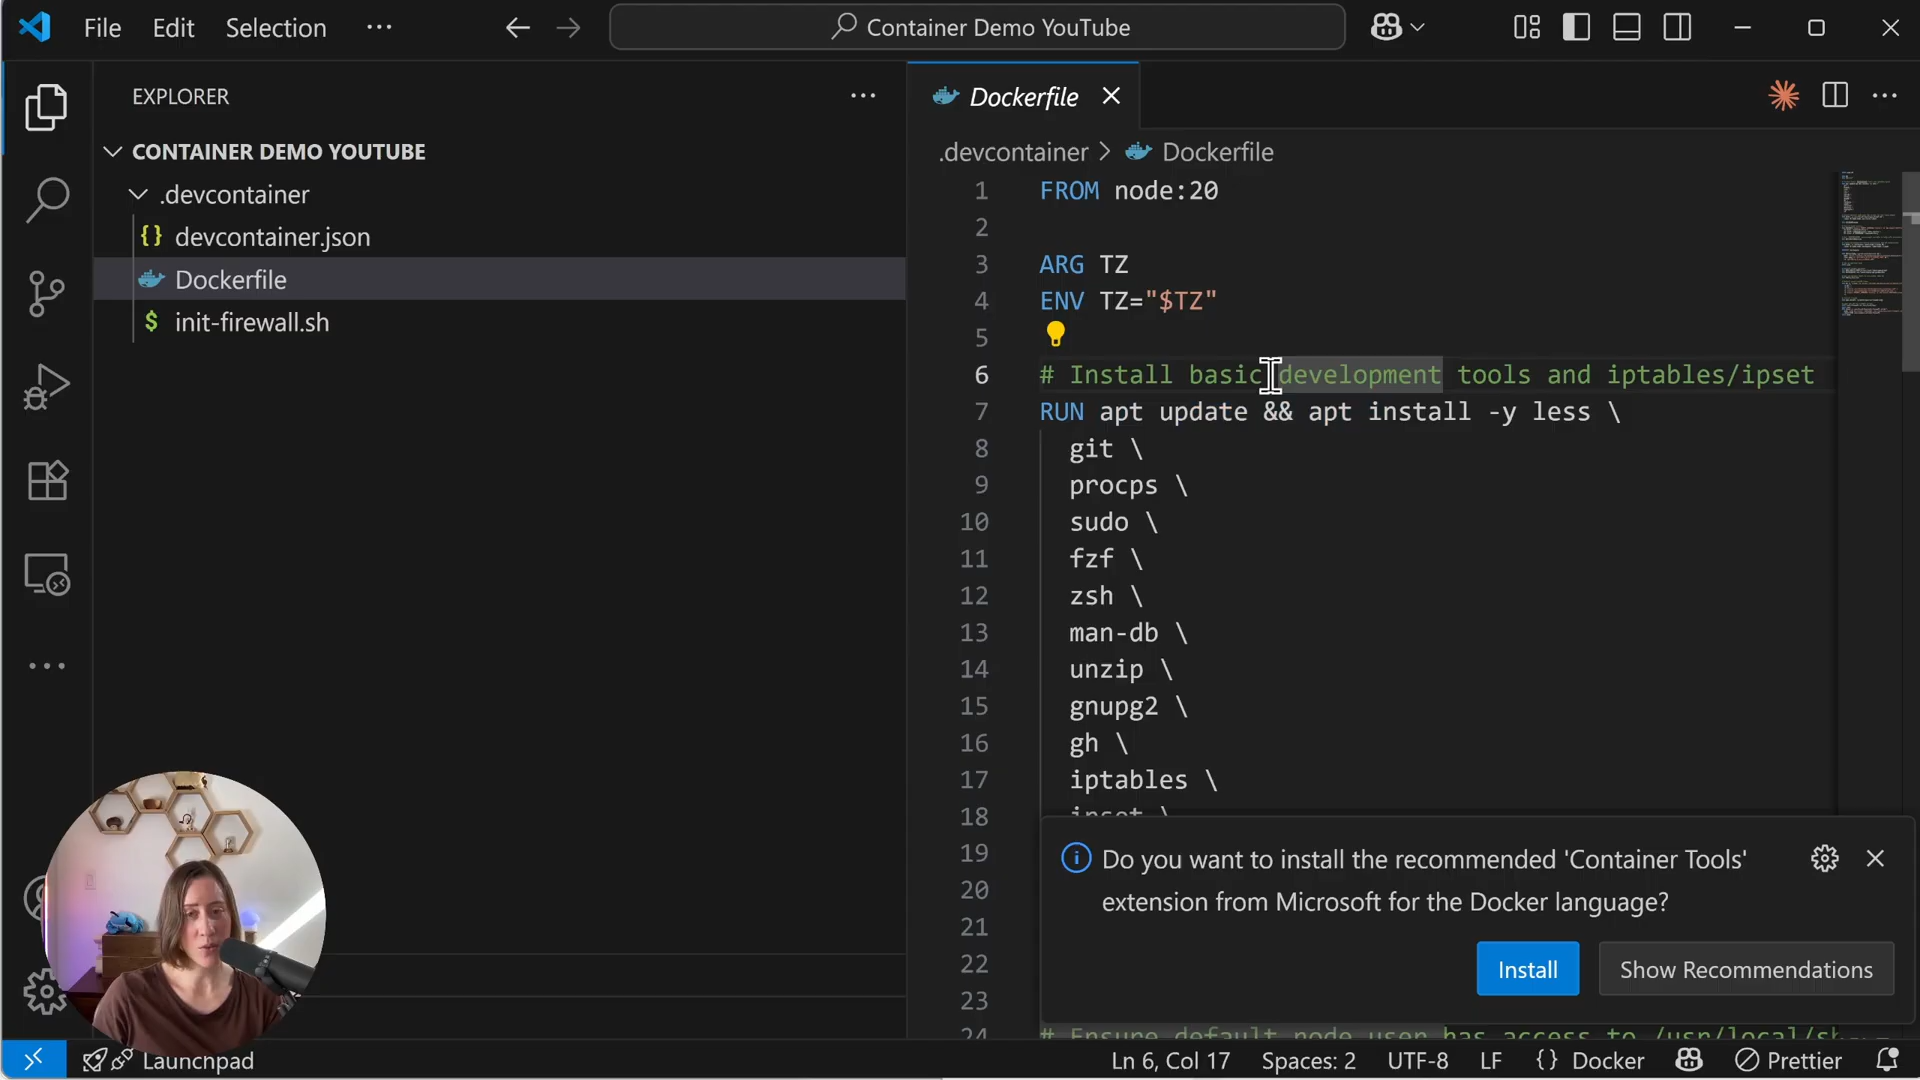 File Edit Selection ···
Container Demo YouTube
EXPLORER
CONTAINER DEMO YOUTUBE
.devcontainer
{} devcontainer.json
Dockerfile
$ init-firewall.sh
Dockerfile
.devcontainer > Dockerfile
1 FROM node:20
2
3 ARG TZ
4 ENV TZ="$TZ"
5
6 # Install basic development tools and iptables/ipset
7 RUN apt update && apt install -y less \
8 git \
9 procps \
10 sudo \
11 fzf \
12 zsh \
13 man-db \
14 unzip \
15 gnupg2 \
16 gh \
17 iptables \
18 ipset \
19
20
21
22
23
24 # Ensure default node user has access to /usr/local/sh
Do you want to install the recommended 'Container Tools'
extension from Microsoft for the Docker language?
Install
Show Recommendations
Launchpad
Ln 6, Col 17 Spaces: 2 UTF-8 LF {} Docker Prettier